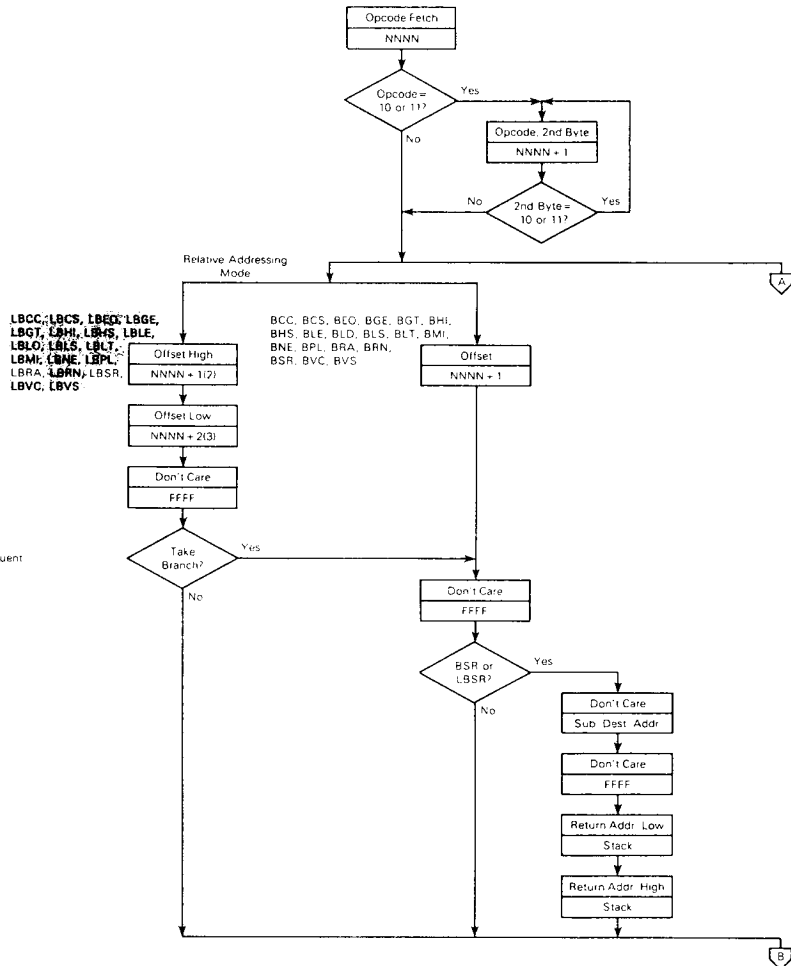 Opcode Fetch
NNNN
Opcode =
10 or 11?
Yes
No
Opcode, 2nd Byte
NNNN + 1
2nd Byte =
10 or 11?
No
Yes
A
Relative Addressing
Mode
LBCC, LBCS, LBEQ, LBGE,
LBGT, LBHI, LBHS, LBLE,
LBLO, LBLS, LBLT,
LBMI, LBNE, LBPL,
LBRA, LBRN, LBSR,
LBVC, LBVS
BCC, BCS, BEQ, BGE, BGT, BHI,
BHS, BLE, BLO, BLS, BLT, BMI,
BNE, BPL, BRA, BRN,
BSR, BVC, BVS
Offset High
NNNN + 1(2)
Offset
NNNN + 1
Offset Low
NNNN + 2(3)
Don't Care
FFFF
uent
Take
Branch?
Yes
No
Don't Care
FFFF
BSR or
LBSR?
Yes
No
Don't Care
Sub Dest Addr
Don't Care
FFFF
Return Addr Low
Stack
Return Addr High
Stack
B